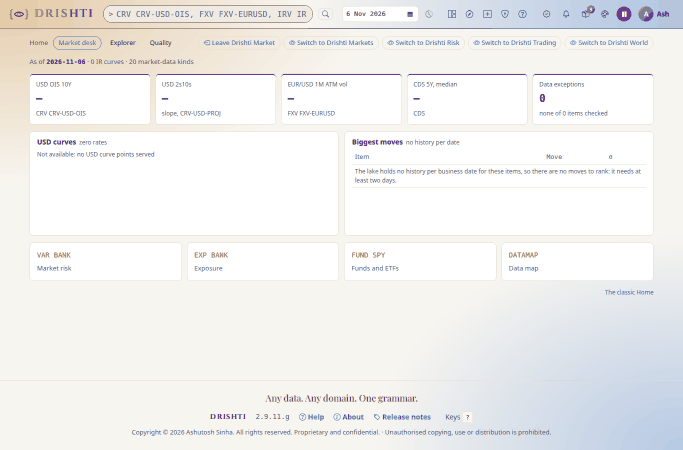 DRISHTI > CRV CRV-USD-OIS, FXV FXV-EURUSD, IRV IR 6 Nov 2026 5 A Ash
Home Market desk Explorer Quality Leave Drishti Market Switch to Drishti Markets Switch to Drishti Risk Switch to Drishti Trading Switch to Drishti World
As of 2026-11-06 · 0 IR curves · 20 market-data kinds
USD OIS 10Y
–
CRV CRV-USD-OIS
USD 2s10s
–
slope, CRV-USD-PROJ
EUR/USD 1M ATM vol
–
FXV FXV-EURUSD
CDS 5Y, median
–
CDS
Data exceptions
0
none of 0 items checked
USD curves zero rates
Not available: no USD curve points served
Biggest moves no history per date
Item Move σ
The lake holds no history per business date for these items, so there are no moves to rank: it needs at
least two days.
VAR BANK
Market risk
EXP BANK
Exposure
FUND SPY
Funds and ETFs
DATAMAP
Data map
The classic Home
Any data. Any domain. One grammar.
DRISHTI 2.9.11.g Help About Release notes Keys ?
Copyright © 2026 Ashutosh Sinha. All rights reserved. Proprietary and confidential. · Unauthorised copying, use or distribution is prohibited.